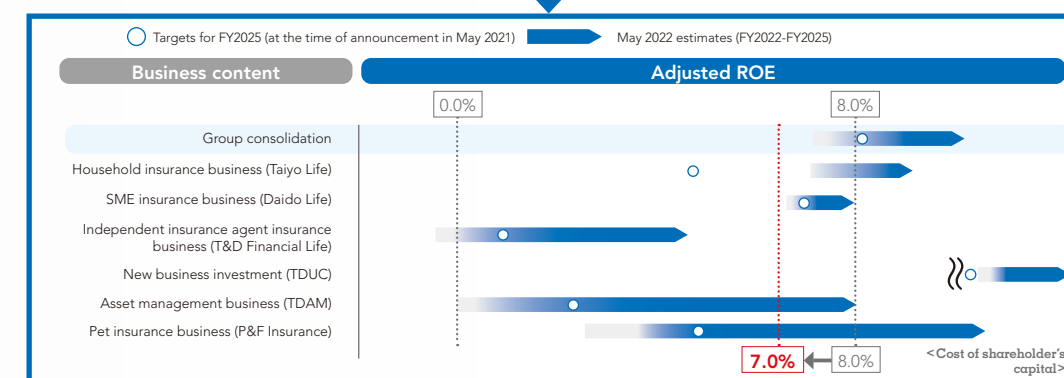 Targets for FY2025 (at the time of announcement in May 2021) May 2022 estimates (FY2022-FY2025)
Business content Adjusted ROE
0.0% 8.0%
Group consolidation
Household insurance business (Taiyo Life)
SME insurance business (Daido Life)
Independent insurance agent insurance
business (T&D Financial Life)
New business investment (TDUC)
Asset management business (TDAM)
Pet insurance business (P&F Insurance)
7.0% 8.0%
<Cost of shareholder's
capital>